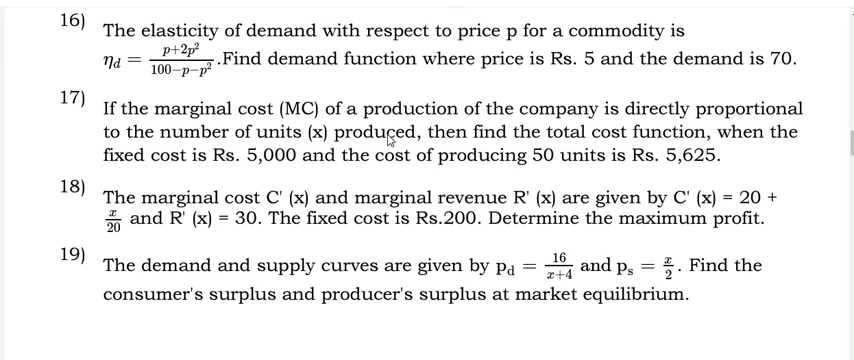 16) The elasticity of demand with respect to price p for a commodity is
ηd = (p+2p²)/(100−p−p²) .Find demand function where price is Rs. 5 and the demand is 70.
17) If the marginal cost (MC) of a production of the company is directly proportional
to the number of units (x) produced, then find the total cost function, when the
fixed cost is Rs. 5,000 and the cost of producing 50 units is Rs. 5,625.
18) The marginal cost C' (x) and marginal revenue R' (x) are given by C' (x) = 20 +
x/20 and R' (x) = 30. The fixed cost is Rs.200. Determine the maximum profit.
19) The demand and supply curves are given by pd = 16/(x+4) and ps = x/2 . Find the
consumer's surplus and producer's surplus at market equilibrium.